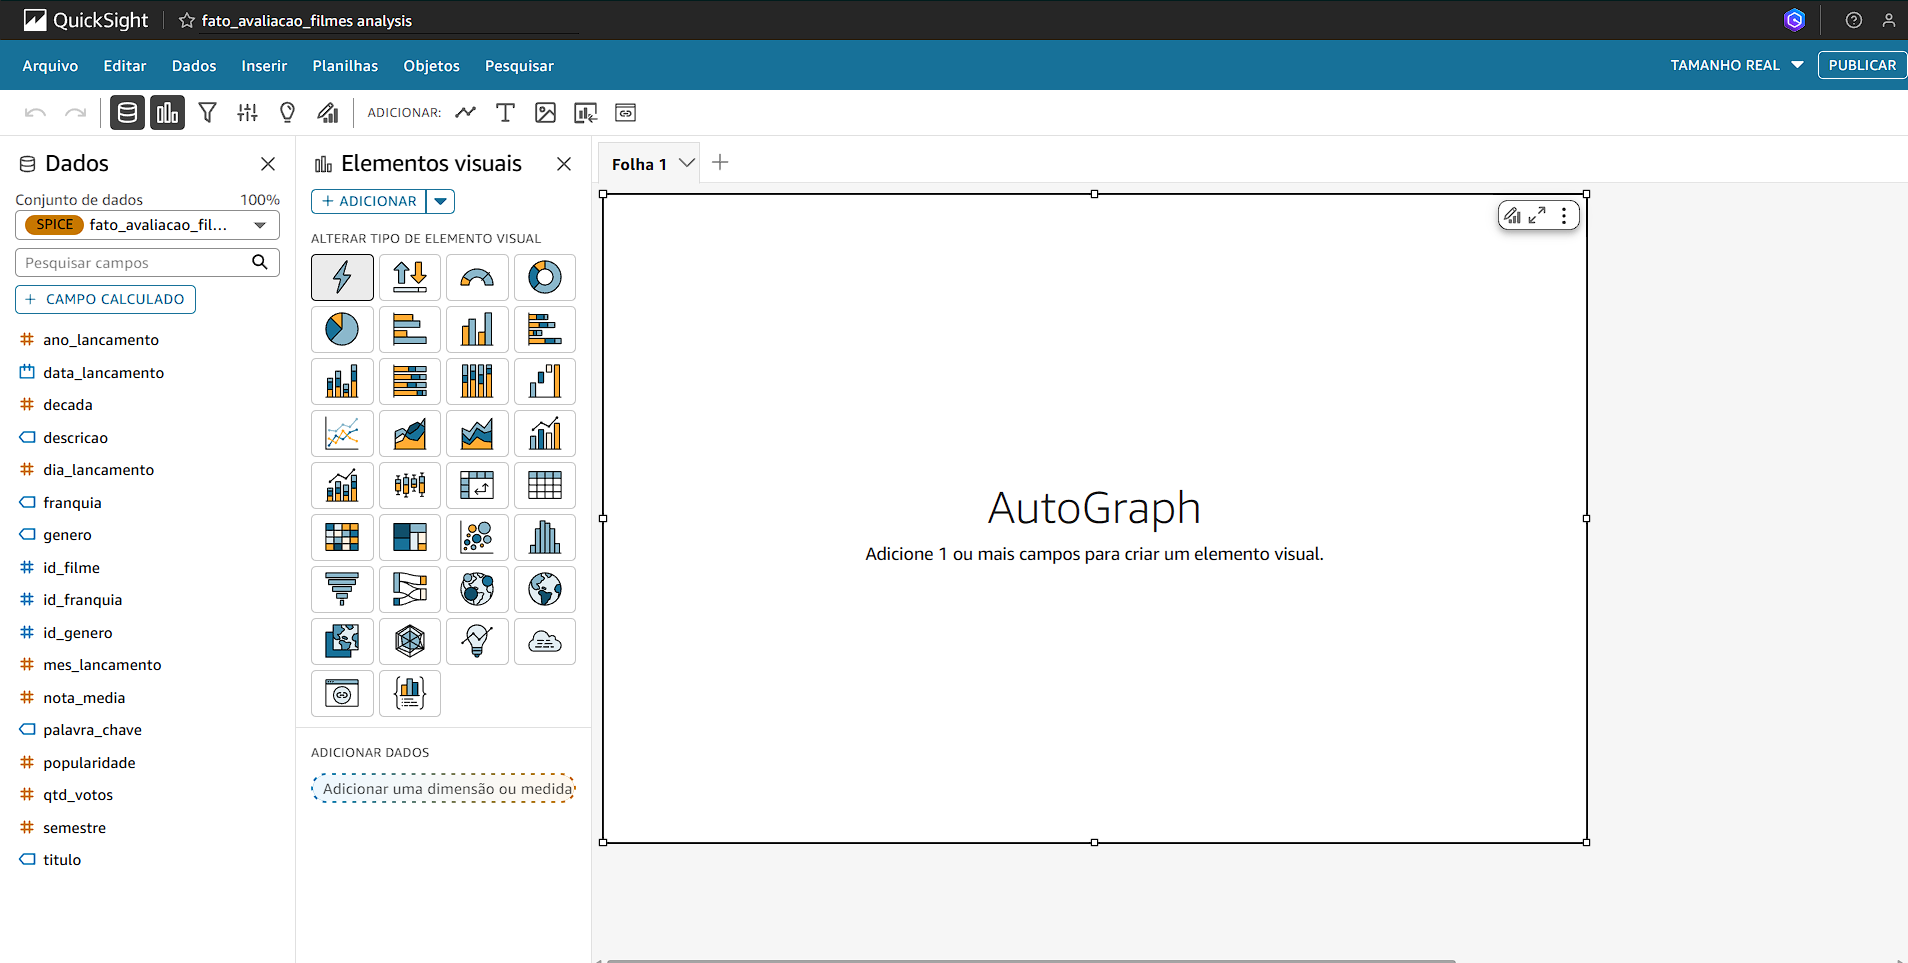 QuickSight
fato_avaliacao_filmes analysis
Arquivo Editar Dados Inserir Planilhas Objetos Pesquisar
TAMANHO REAL
PUBLICAR
ADICIONAR:
Dados
Conjunto de dados 100%
SPICE fato_avaliacao_fil...
Pesquisar campos
+ CAMPO CALCULADO
ano_lancamento
data_lancamento
decada
descricao
dia_lancamento
franquia
genero
id_filme
id_franquia
id_genero
mes_lancamento
nota_media
palavra_chave
popularidade
qtd_votos
semestre
titulo
Elementos visuais
+ ADICIONAR
ALTERAR TIPO DE ELEMENTO VISUAL
ADICIONAR DADOS
Adicionar uma dimensão ou medida
Folha 1
AutoGraph
Adicione 1 ou mais campos para criar um elemento visual.